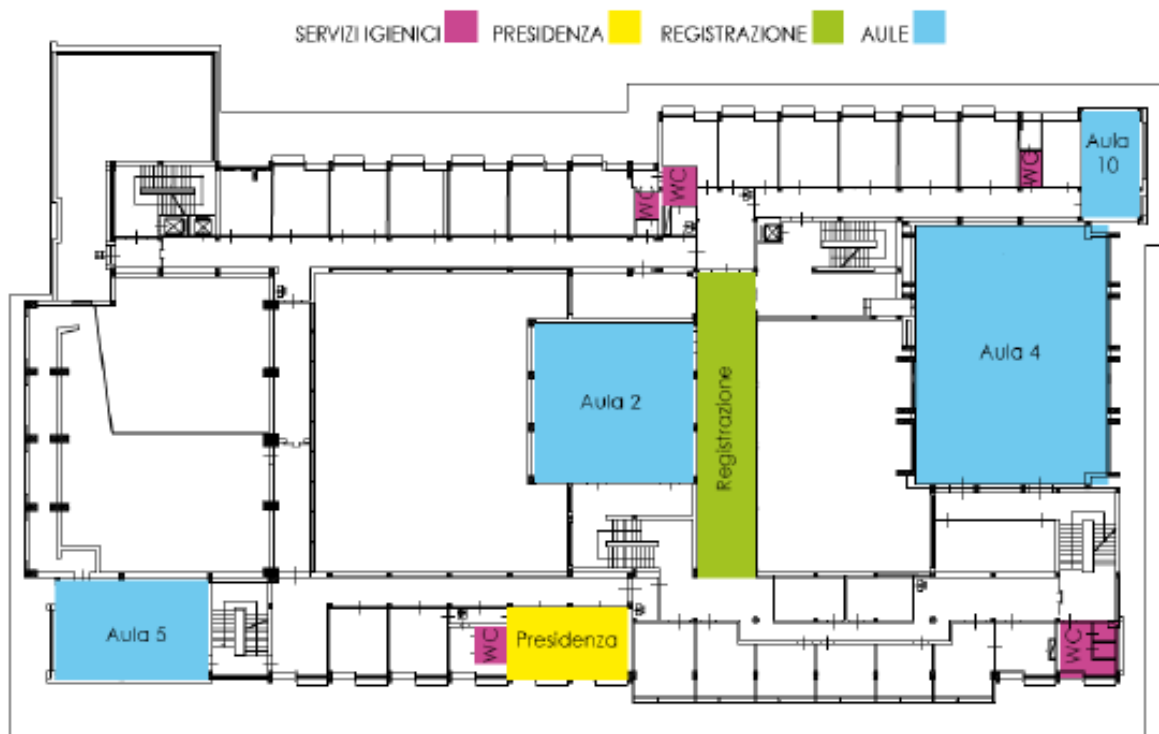 SERVIZI IGIENICI PRESIDENZA REGISTRAZIONE AULE
Aula
10
WC
WC
WC
Aula 4
Aula 2
Registrazione
Aula 5
WC
Presidenza
WC